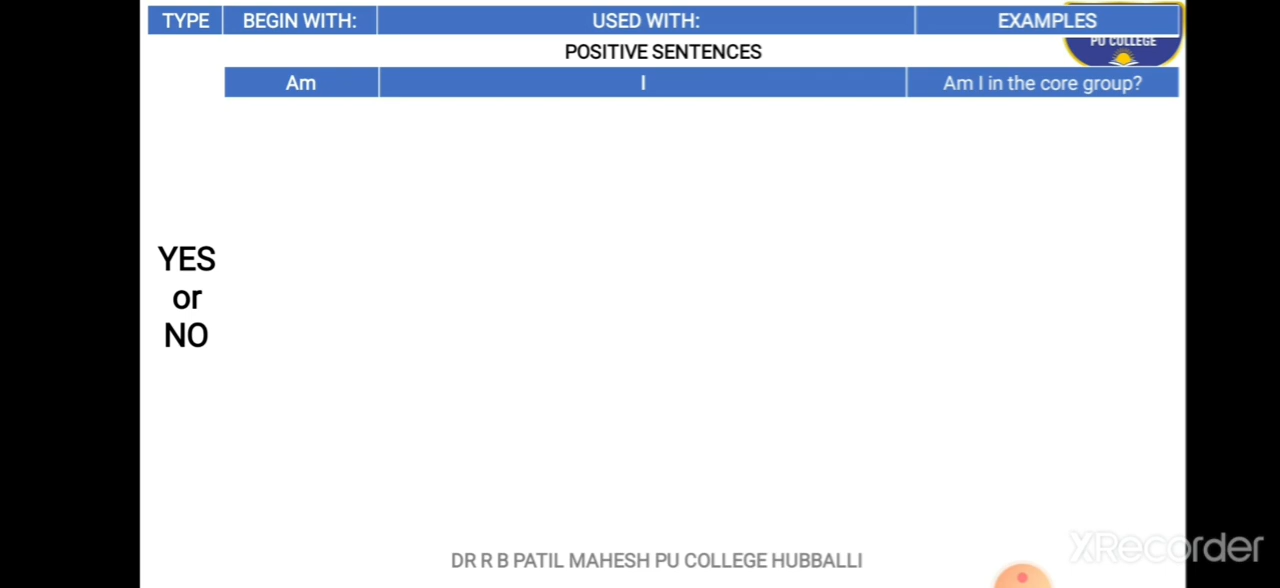 TYPE BEGIN WITH: USED WITH: EXAMPLES
PU COLLEGE
POSITIVE SENTENCES
Am I Am I in the core group?
YES
or
NO
DR R B PATIL MAHESH PU COLLEGE HUBBALLI
XRecorder